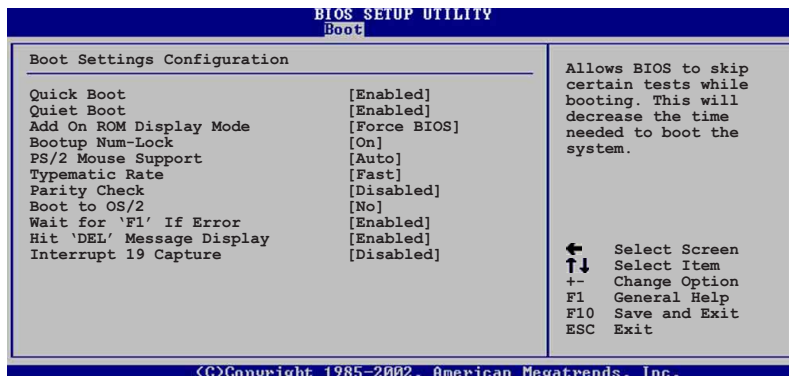 BIOS SETUP UTILITY
Boot
Boot Settings Configuration
Quick Boot [Enabled]
Quiet Boot [Enabled]
Add On ROM Display Mode [Force BIOS]
Bootup Num-Lock [On]
PS/2 Mouse Support [Auto]
Typematic Rate [Fast]
Parity Check [Disabled]
Boot to OS/2 [No]
Wait for ‘F1’ If Error [Enabled]
Hit ‘DEL’ Message Display [Enabled]
Interrupt 19 Capture [Disabled]
Allows BIOS to skip
certain tests while
booting. This will
decrease the time
needed to boot the
system.
← Select Screen
↑↓ Select Item
+- Change Option
F1 General Help
F10 Save and Exit
ESC Exit
(C)Copyright 1985-2002, American Megatrends, Inc.